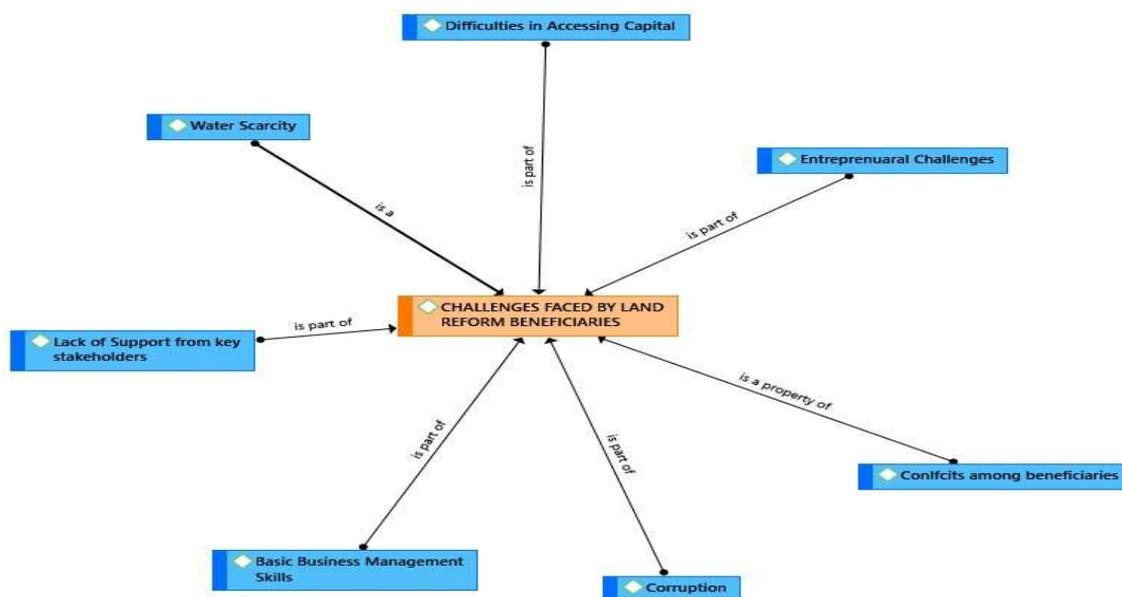 Difficulties in Accessing Capital
Water Scarcity
Entreprenuaral Challenges
is part of
is a
is part of
CHALLENGES FACED BY LAND
REFORM BENEFICIARIES
is part of
Lack of Support from key
stakeholders
is a property of
is part of
is part of
Conlfcits among beneficiaries
Basic Business Management
Skills
Corruption